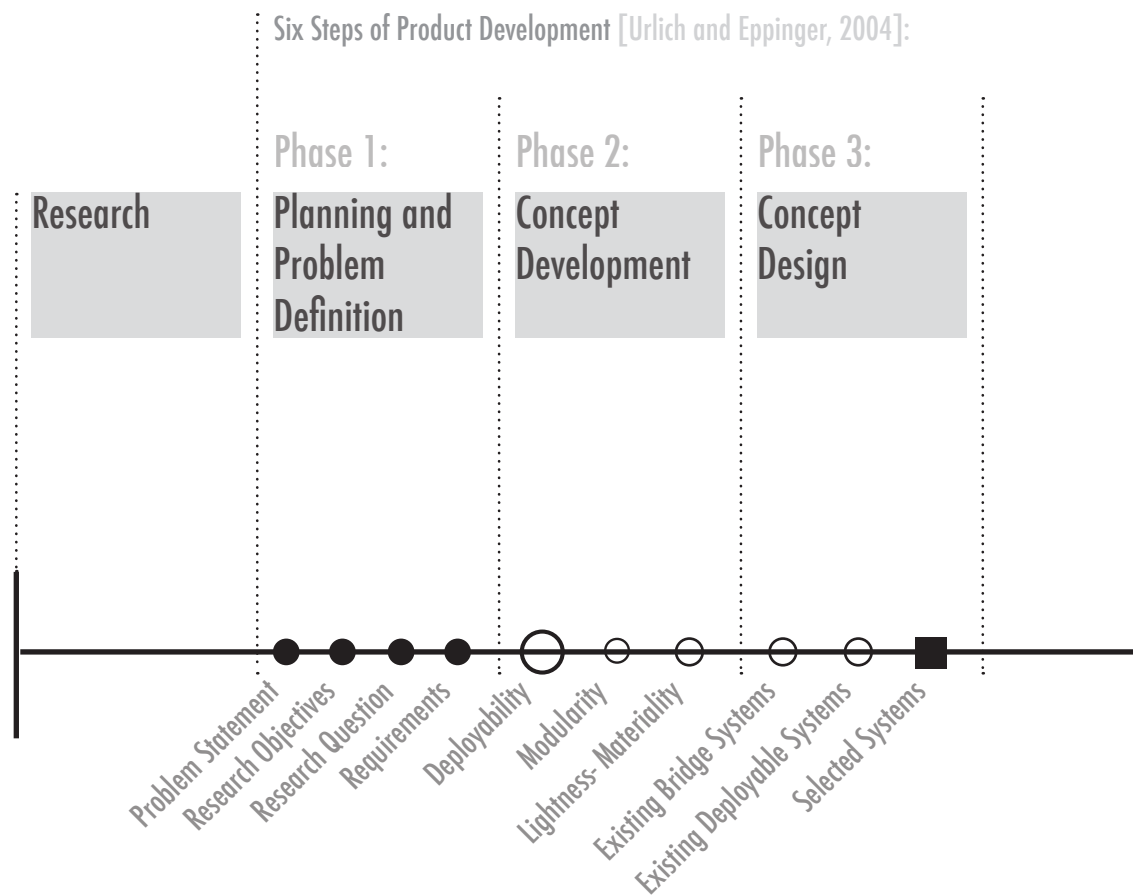 Six Steps of Product Development [Urlich and Eppinger, 2004]:
Phase 1:
Phase 2:
Phase 3:
Research
Planning and
Problem
Definition
Concept
Development
Concept
Design
Problem Statement
Research Objectives
Research Question
Requirements
Deployability
Modularity
Lightness- Materiality
Existing Bridge Systems
Existing Deployable Systems
Selected Systems